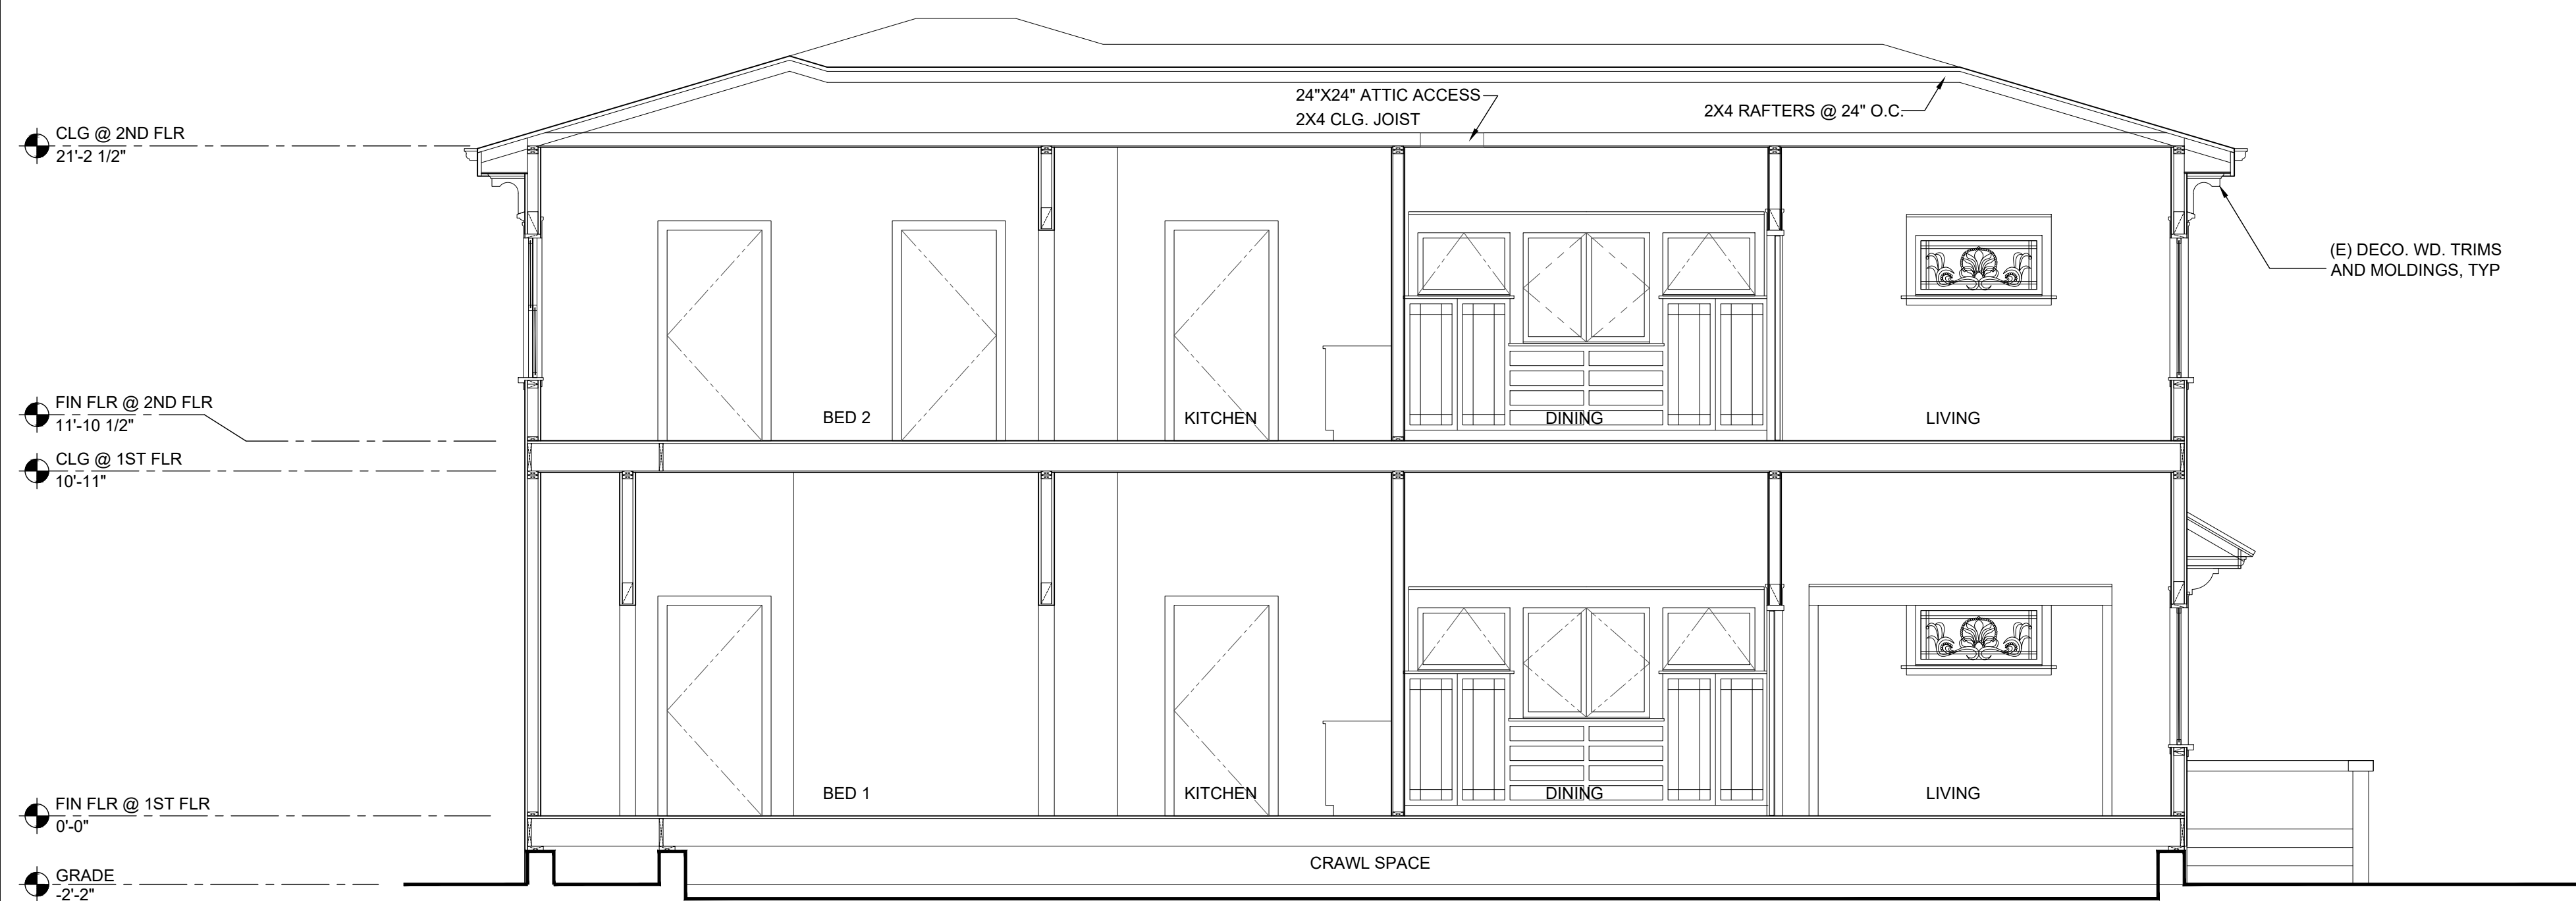 24"X24" ATTIC ACCESS
2X4 CLG. JOIST
2X4 RAFTERS @ 24" O.C.
CLG @ 2ND FLR
21'-2 1/2"
(E) DECO. WD. TRIMS
AND MOLDINGS, TYP
FIN FLR @ 2ND FLR
11'-10 1/2"
BED 2
KITCHEN
DINING
LIVING
CLG @ 1ST FLR
10'-11"
BED 1
KITCHEN
DINING
LIVING
FIN FLR @ 1ST FLR
0'-0"
CRAWL SPACE
GRADE
-2'-2"